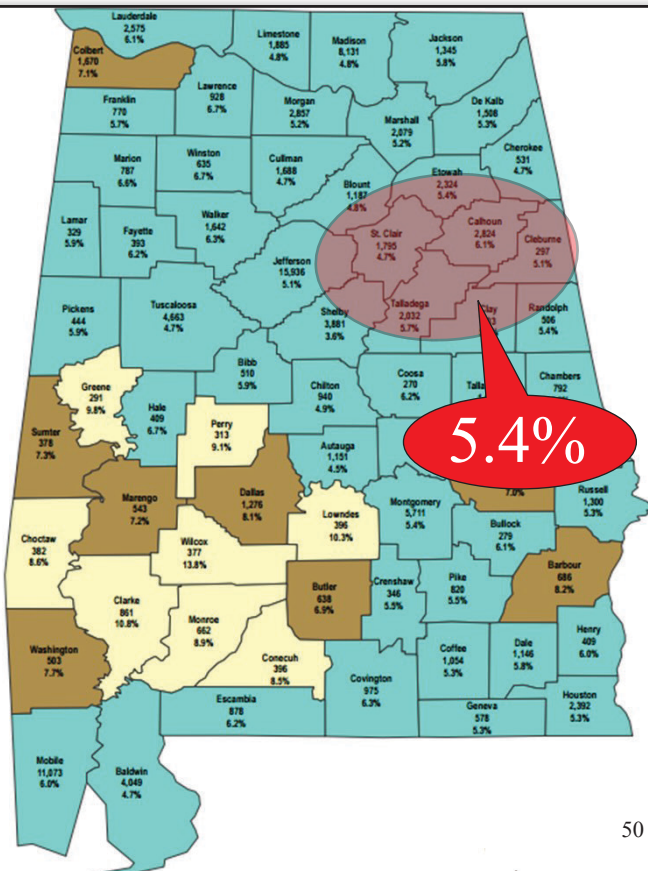 Lauderdale
2,575
6.1%
Colbert
1,670
7.1%
Limestone
1,885
4.8%
Madison
8,131
4.8%
Jackson
1,345
5.8%
Franklin
770
5.7%
Lawrence
928
6.7%
Morgan
2,857
5.2%
Marshall
2,079
5.2%
De Kalb
1,508
5.3%
Cherokee
531
4.7%
Marion
787
6.6%
Winston
635
6.7%
Cullman
1,688
4.7%
Blount
1,187
4.8%
Etowah
2,324
5.4%
Lamar
329
5.9%
Fayette
393
6.2%
Walker
1,642
6.3%
Jefferson
15,936
5.1%
St. Clair
1,795
4.7%
Calhoun
2,824
6.1%
Cleburne
297
5.1%
Pickens
444
5.9%
Tuscaloosa
4,663
4.7%
Shelby
3,881
3.6%
Talladega
2,032
5.7%
Randolph
506
5.4%
Greene
291
9.8%
Hale
409
6.7%
Bibb
510
5.9%
Chilton
940
4.9%
Coosa
270
6.2%
Talla
Chambers
792
5.4%
Sumter
378
7.3%
Perry
313
9.1%
Autauga
1,151
4.5%
Marengo
543
7.2%
Dallas
1,276
8.1%
Lowndes
396
10.3%
Montgomery
5,711
5.4%
7.0%
Russell
1,300
5.3%
Bullock
279
6.1%
Choctaw
382
8.6%
Wilcox
377
13.8%
Clarke
861
10.8%
Monroe
662
8.9%
Butler
638
6.9%
Crenshaw
346
5.5%
Pike
820
5.5%
Barbour
686
8.2%
Washington
503
7.7%
Conecuh
396
8.5%
Covington
975
6.3%
Coffee
1,054
5.3%
Dale
1,146
5.8%
Henry
409
6.0%
Escambia
878
6.2%
Geneva
578
5.3%
Houston
2,392
5.3%
Mobile
11,073
6.0%
Baldwin
4,049
4.7%
50